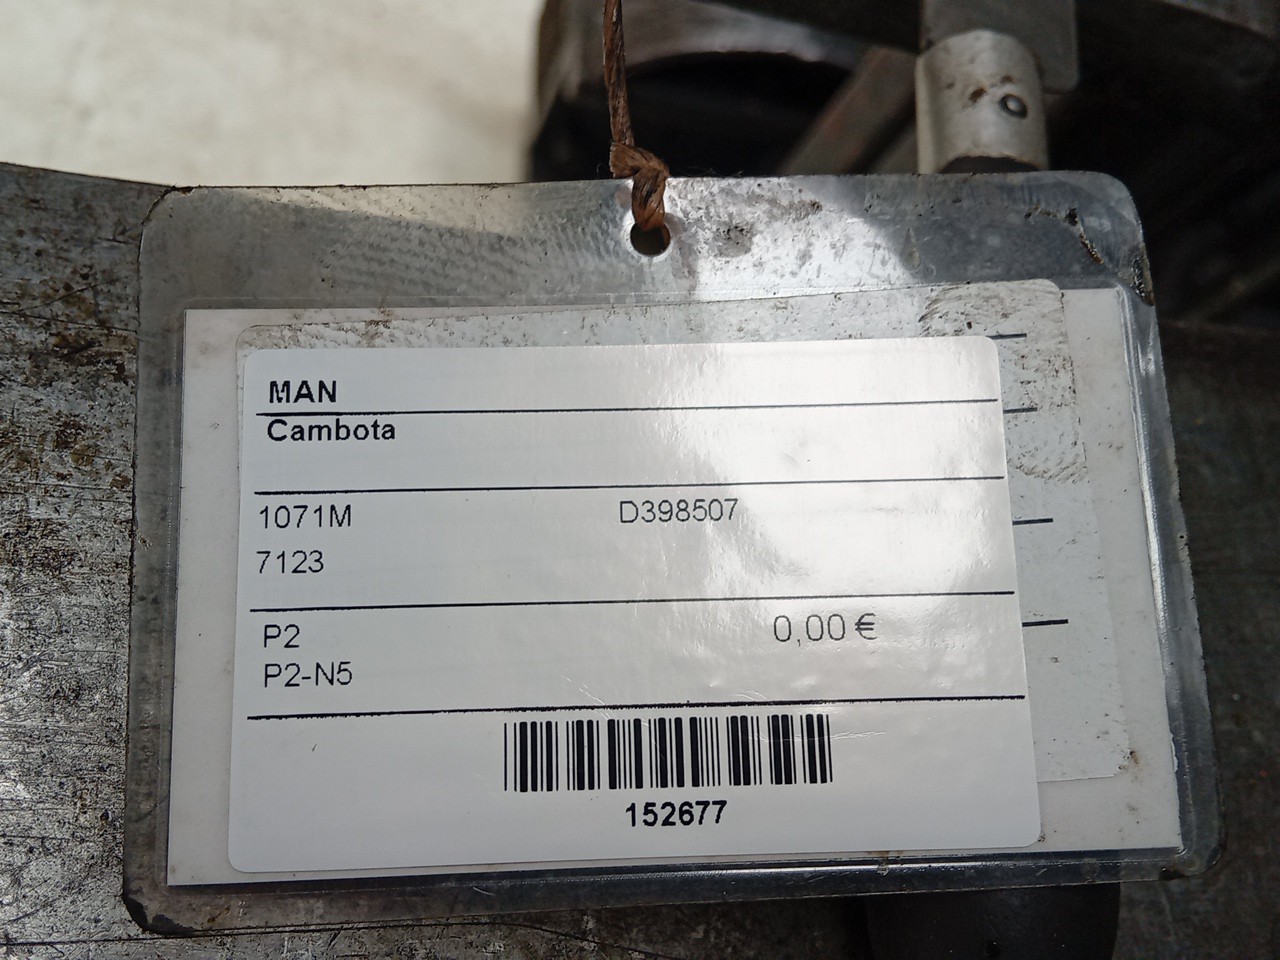 MAN
Cambota
1071M D398507
7123
P2 0,00 €
P2-N5
152677